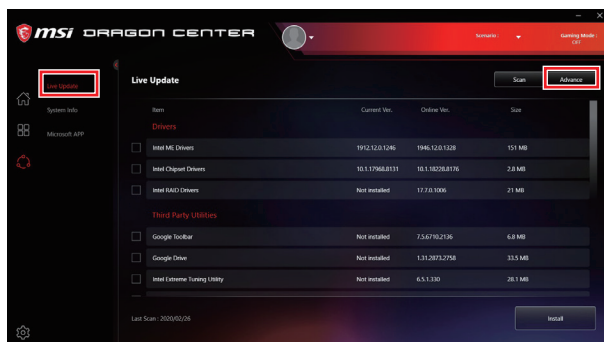 msi DRAGON CENTER
Scenario :
Gaming Mode :
OFF
Live Update
System Info
Microsoft APP
Live Update
Scan
Advance
Item Current Ver. Online Ver. Size
Drivers
Intel ME Drivers 1912.12.0.1246 1946.12.0.1328 151 MB
Intel Chipset Drivers 10.1.17968.8131 10.1.18228.8176 2.8 MB
Intel RAID Drivers Not installed 17.7.0.1006 21 MB
Third Party Utilities
Google Toolbar Not installed 7.5.6710.2136 6.8 MB
Google Drive Not installed 1.31.2873.2758 33.5 MB
Intel Extreme Tuning Utility Not installed 6.5.1.330 28.1 MB
Last Scan : 2020/02/26
Install